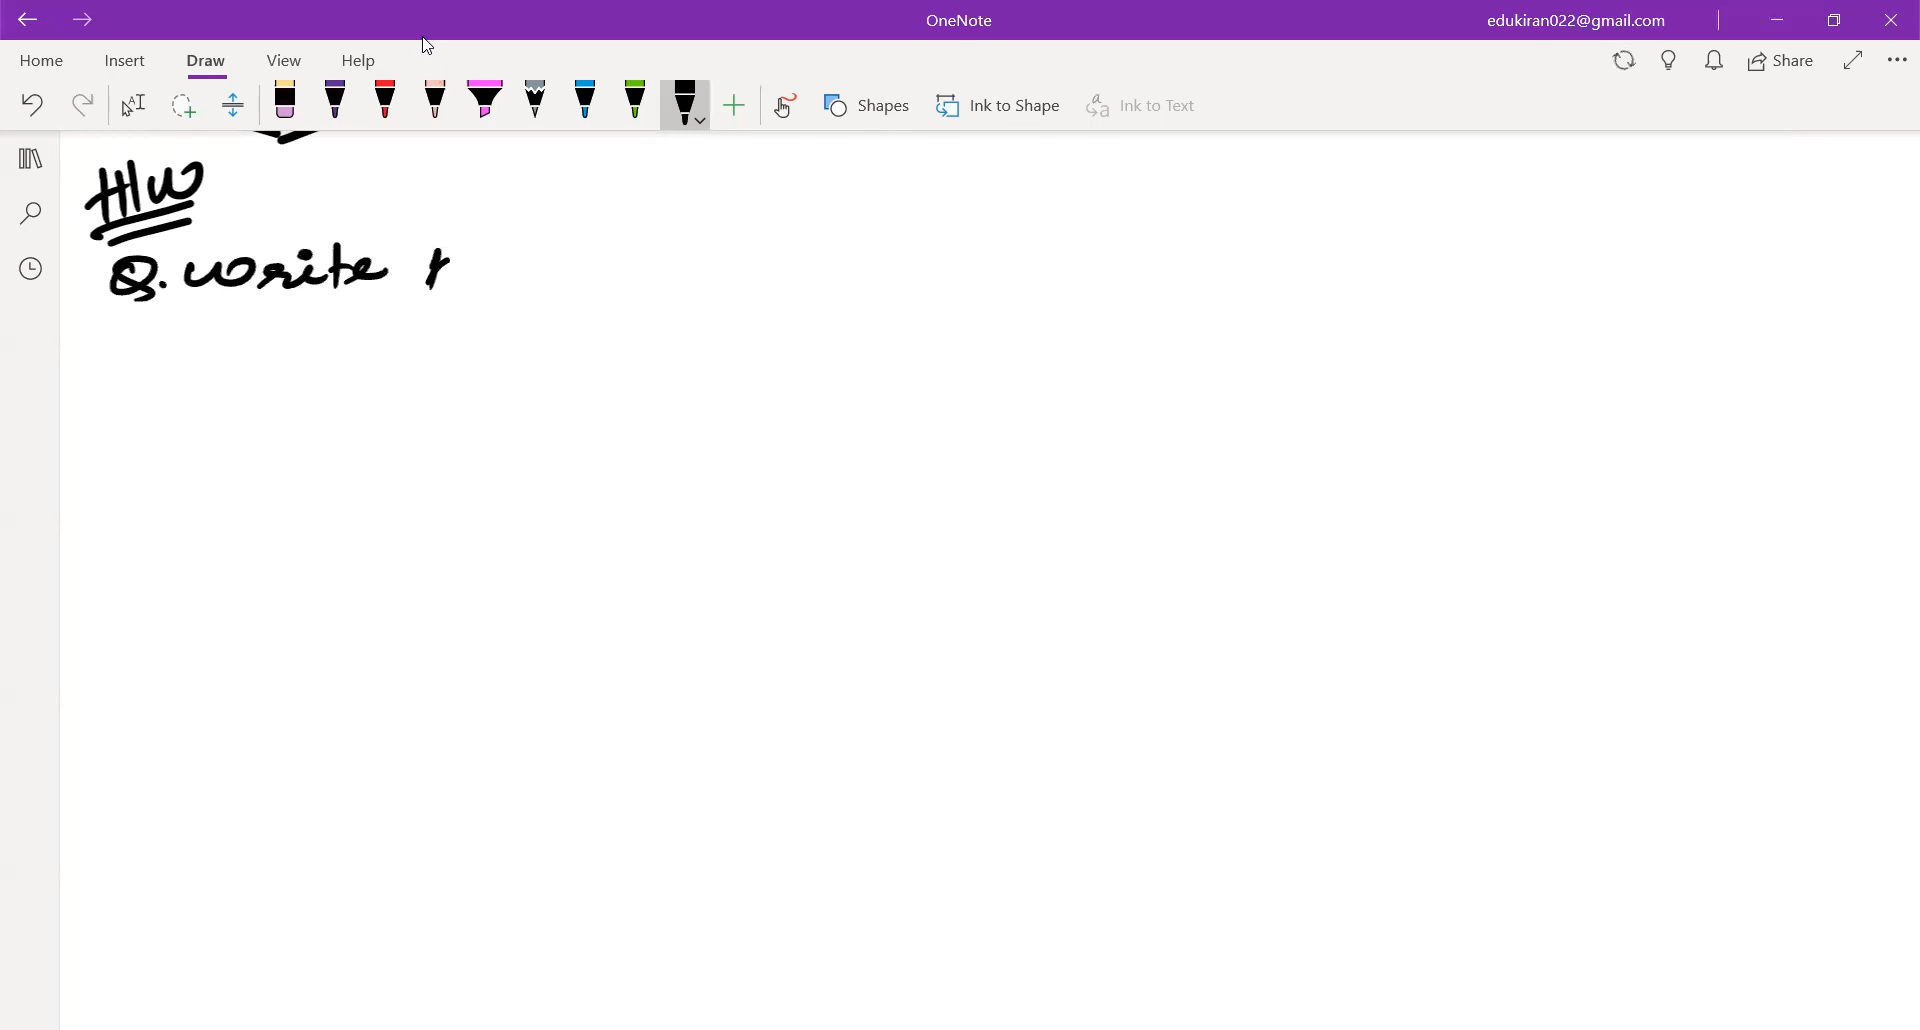 OneNote
edukiran022@gmail.com
Home Insert Draw View Help
Share
Shapes Ink to Shape Ink to Text
HW
Q. Write